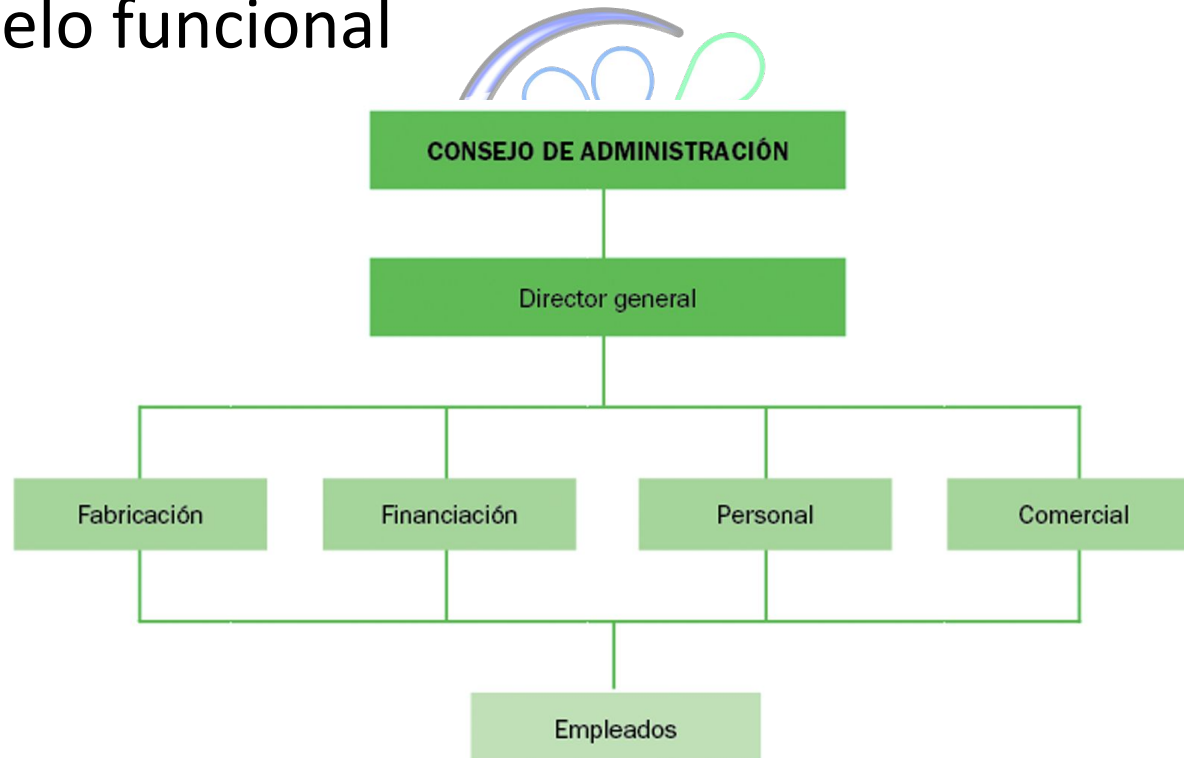 elo funcional
CONSEJO DE ADMINISTRACIÓN
Director general
Fabricación
Financiación
Personal
Comercial
Empleados